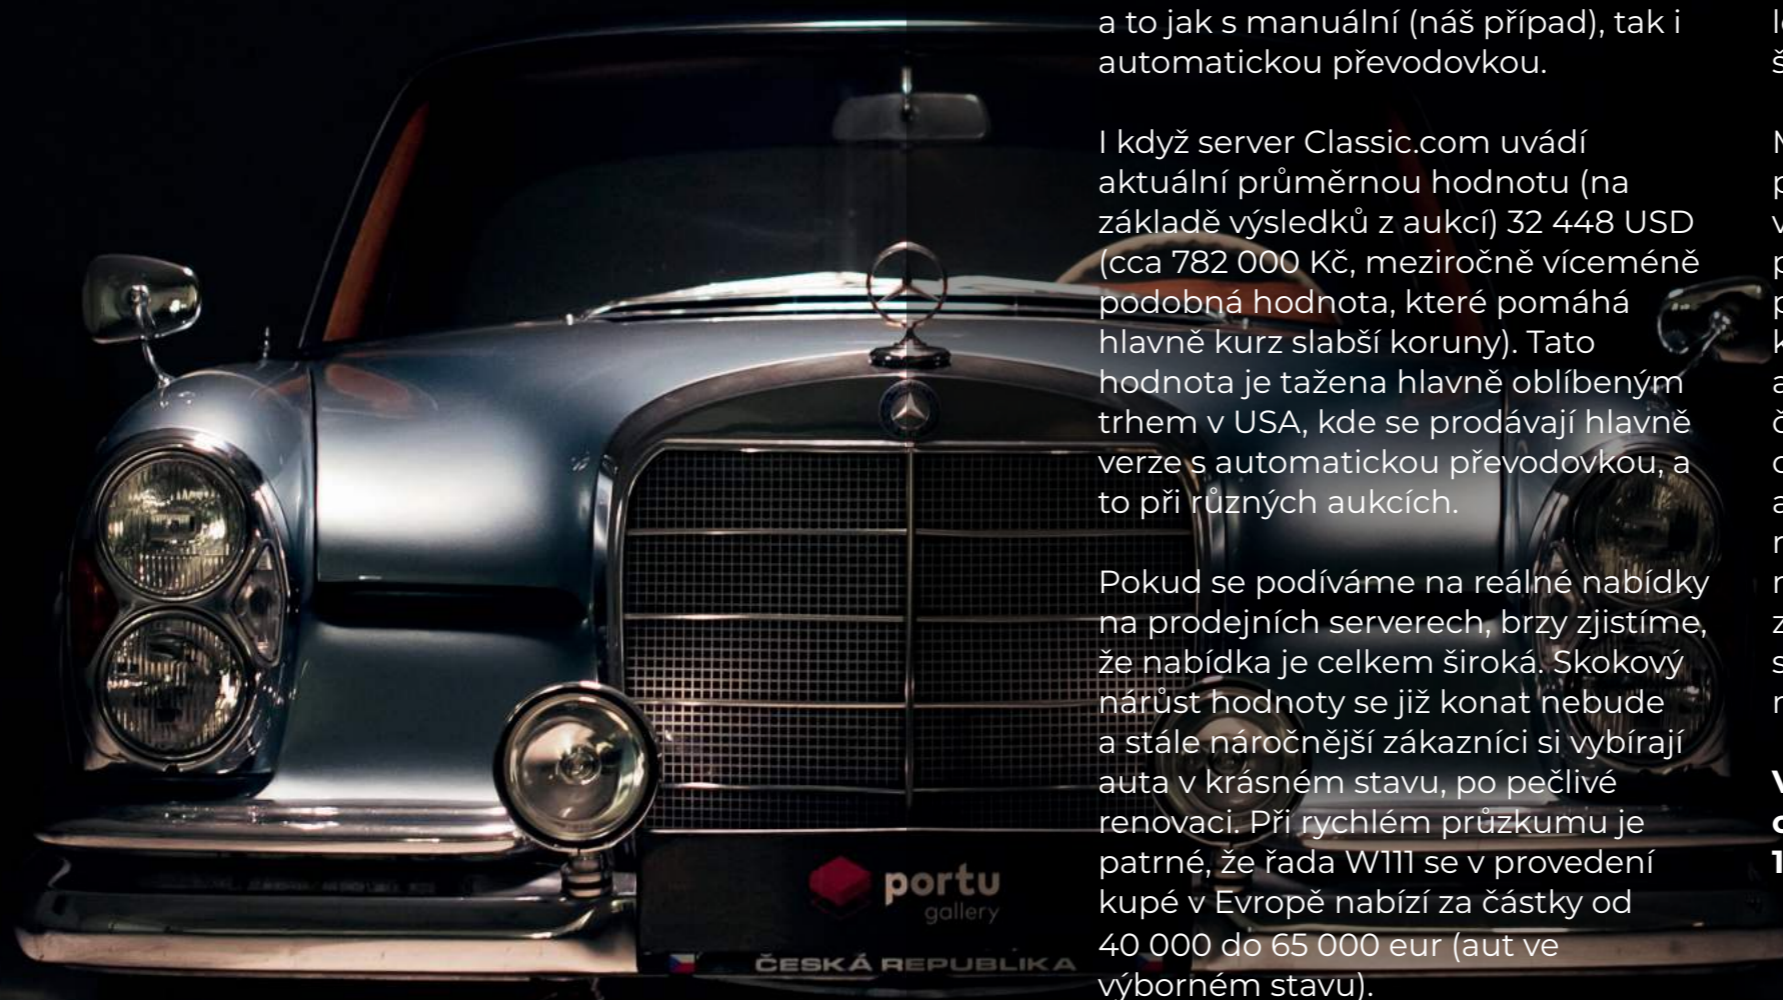 a to jak s manuální (náš případ), tak i
automatickou převodovkou.
I když server Classic.com uvádí
aktuální průměrnou hodnotu (na
základě výsledků z aukcí) 32 448 USD
(cca 782 000 Kč, meziročně víceméně
podobná hodnota, které pomáhá
hlavně kurz slabší koruny). Tato
hodnota je tažena hlavně oblíbeným
trhem v USA, kde se prodávají hlavně
verze s automatickou převodovkou, a
to při různých aukcích.
Pokud se podíváme na reálné nabídky
na prodejních serverech, brzy zjistíme,
že nabídka je celkem široká. Skokový
nárůst hodnoty se již konat nebude
a stále náročnější zákazníci si vybírají
auta v krásném stavu, po pečlivé
renovaci. Při rychlém průzkumu je
patrné, že řada W111 se v provedení
kupé v Evropě nabízí za částky od
40 000 do 65 000 eur (aut ve
výborném stavu).
portu
gallery
ČESKÁ REPUBLIKA